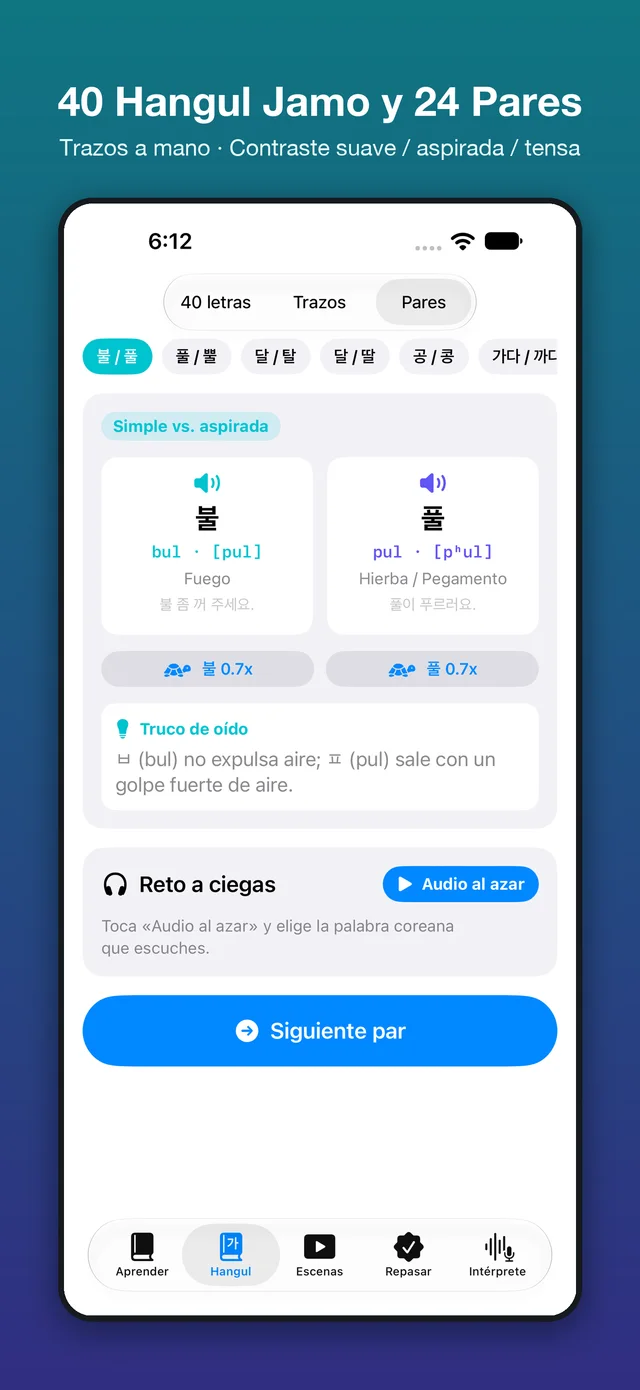 40 Hangul Jamo y 24 Pares
Trazos a mano · Contraste suave / aspirada / tensa
6:12
40 letras Trazos Pares
불 / 풀 풀 / 뿔 달 / 탈 달 / 딸 공 / 콩 가다 / 까다
Simple vs. aspirada
불 풀
bul · [pul] pul · [pʰul]
Fuego Hierba / Pegamento
불 좀 꺼 주세요. 풀이 푸르러요.
불 0.7x 풀 0.7x
Truco de oído
ㅂ (bul) no expulsa aire; ㅍ (pul) sale con un
golpe fuerte de aire.
Reto a ciegas Audio al azar
Toca «Audio al azar» y elige la palabra coreana
que escuches.
Siguiente par
가
Aprender Hangul Escenas Repasar Intérprete